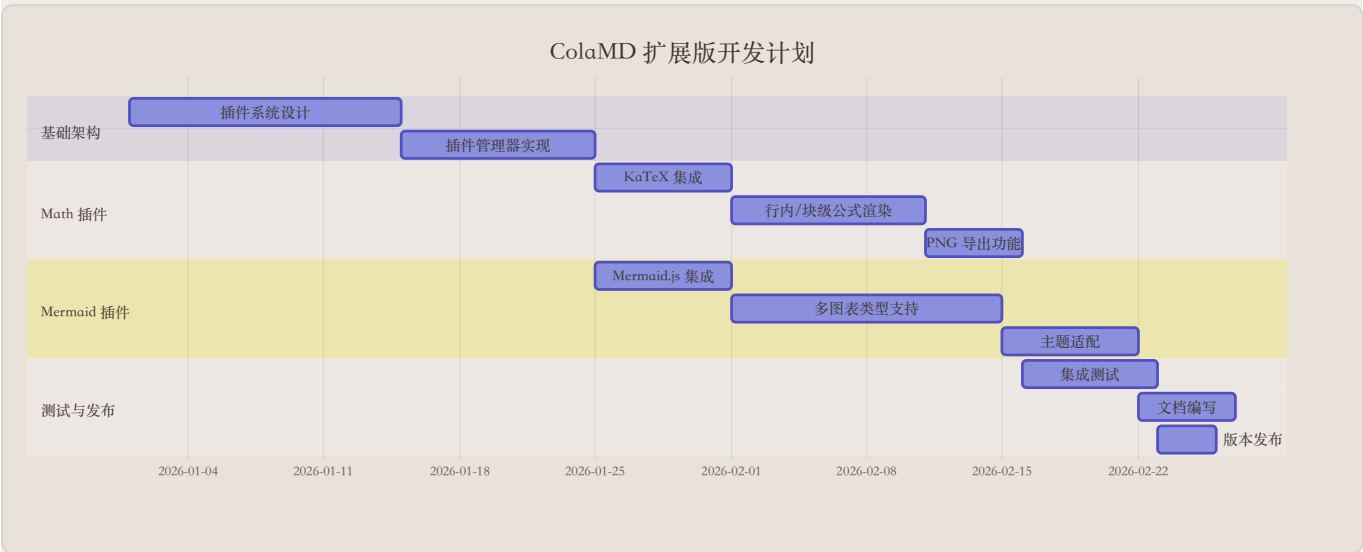 ColaMD 扩展版开发计划
基础架构
插件系统设计
插件管理器实现
Math 插件
KaTeX 集成
行内/块级公式渲染
PNG 导出功能
Mermaid 插件
Mermaid.js 集成
多图表类型支持
主题适配
测试与发布
集成测试
文档编写
版本发布
2026-01-04 2026-01-11 2026-01-18 2026-01-25 2026-02-01 2026-02-08 2026-02-15 2026-02-22